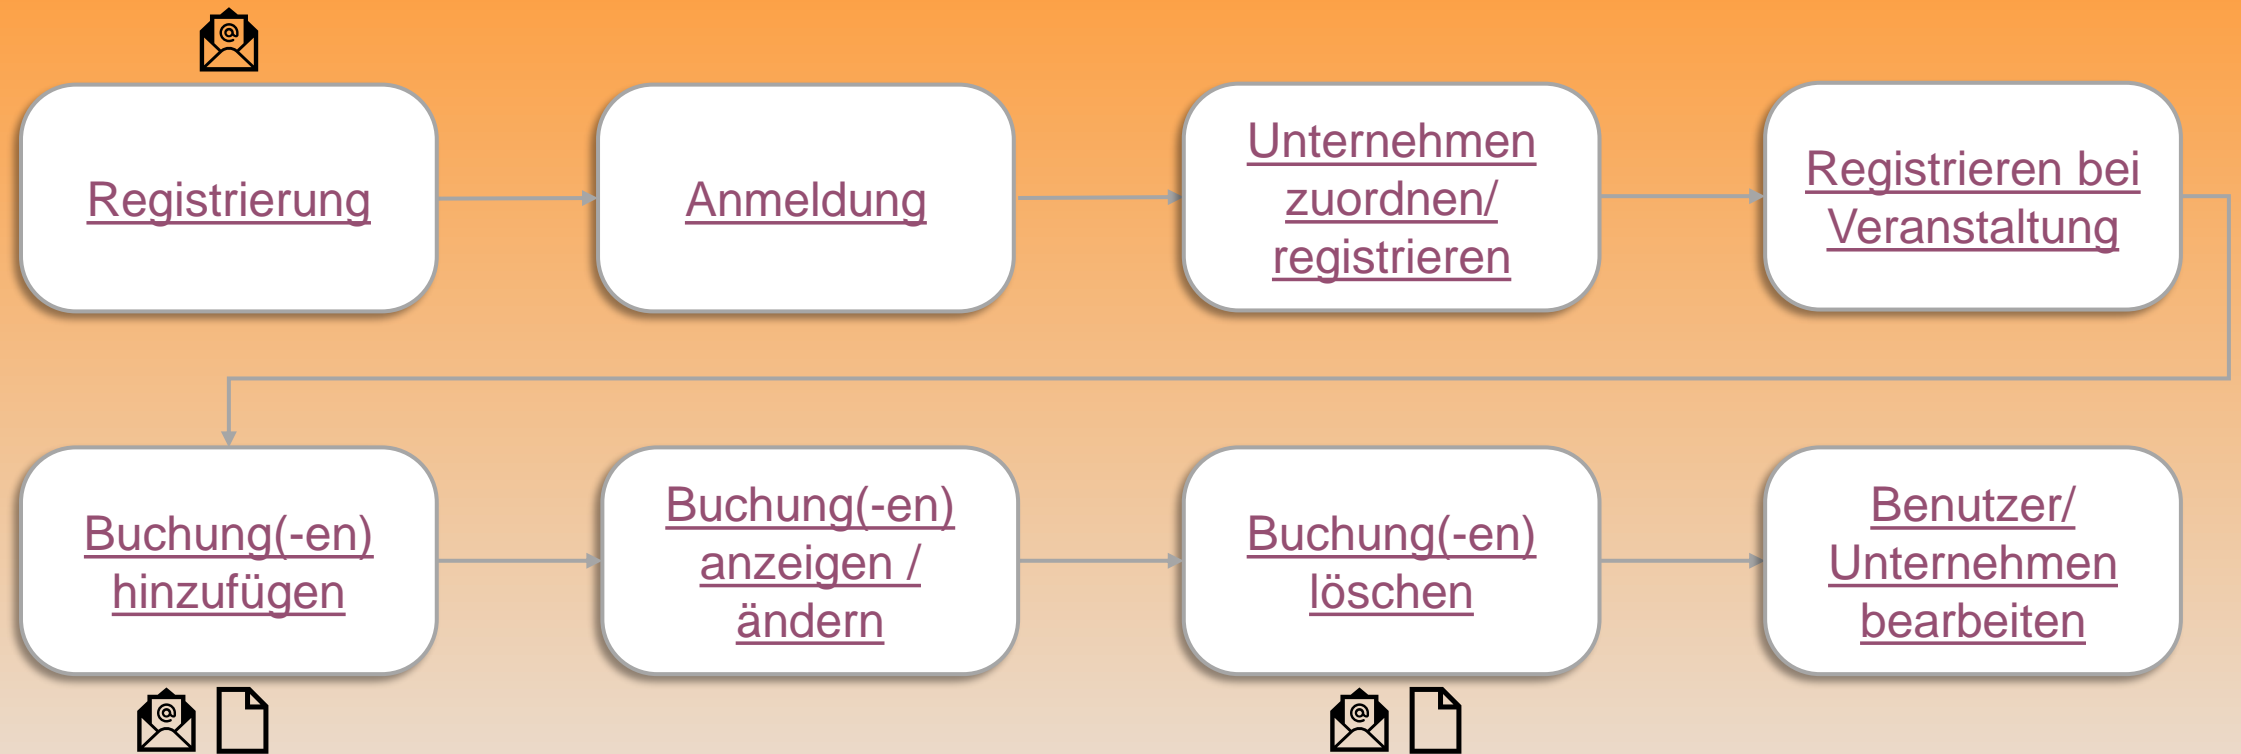 Registrierung
Anmeldung
Unternehmen
zuordnen/
registrieren
Registrieren bei
Veranstaltung
Buchung(-en)
hinzufügen
Buchung(-en)
anzeigen /
ändern
Buchung(-en)
löschen
Benutzer/
Unternehmen
bearbeiten